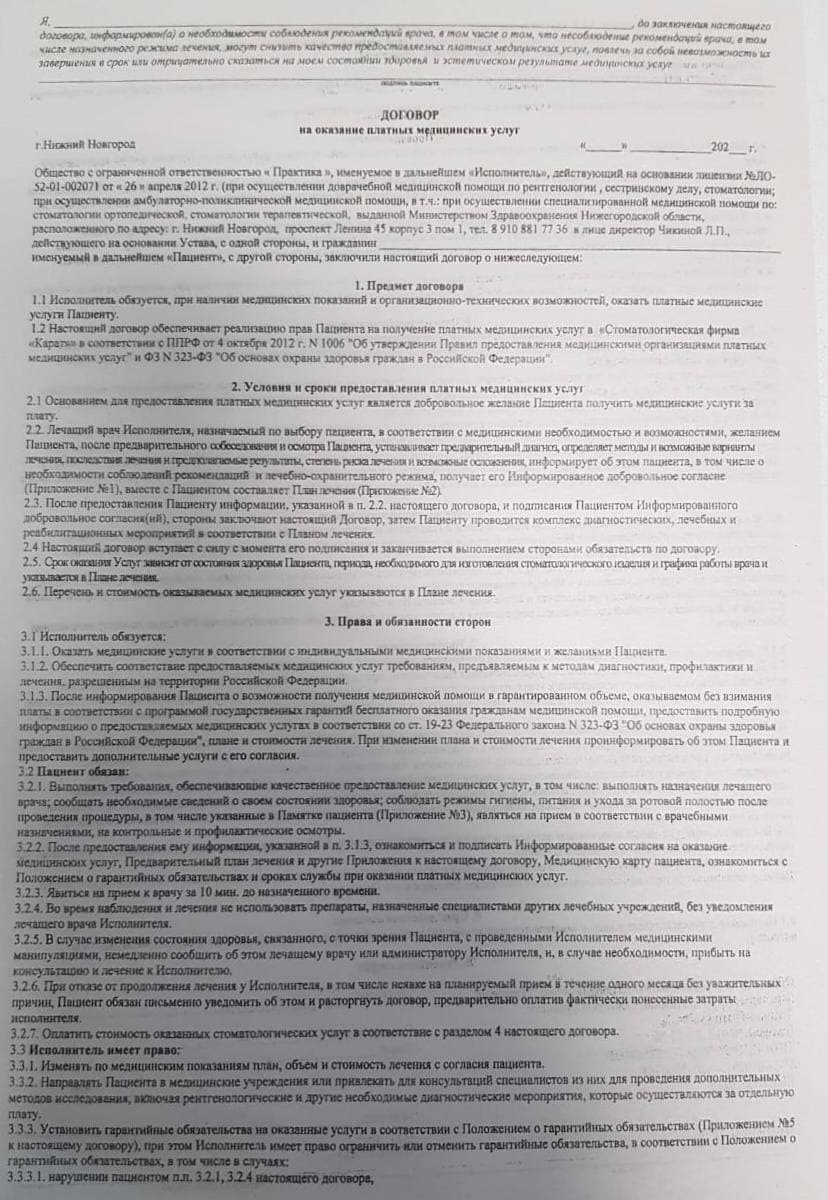 Я, ________________, до заключения настоящего
договора, информирован(а) о необходимости соблюдения рекомендаций врача, в том числе о том, что несоблюдение рекомендаций врача, в том
числе назначенного режима лечения, могут снизить качество предоставляемых платных медицинских услуг, повлечь за собой невозможность их
завершения в срок или отрицательно сказаться на моем состоянии здоровья и эстетическом результате медицинских услуг
подпись пациента
ДОГОВОР
на оказание платных медицинских услуг
г.Нижний Новгород «_____» ____________202___ г.
Общество с ограниченной ответственностью « Практика », именуемое в дальнейшем «Исполнитель», действующий на основании лицензии №ЛО-
52-01-002071 от « 26 » апреля 2012 г. (при осуществлении доврачебной медицинской помощи по рентгенологии , сестринскому делу, стоматологии;
при осуществлении амбулаторно-поликлинической медицинской помощи, в т.ч.: при осуществлении специализированной медицинской помощи по:
стоматологии ортопедической, стоматологии терапевтической, выданной Министерством Здравоохранения Нижегородской области,
расположенного по адресу: г. Нижний Новгород, проспект Ленина 45 корпус 3 пом 1, тел. 8 910 881 77 36 в лице директор Чикиной Л.П.,
действующего на основании Устава, с одной стороны, и гражданин ________________
именуемый в дальнейшем «Пациент», с другой стороны, заключили настоящий договор о нижеследующем:
1. Предмет договора
1.1 Исполнитель обязуется, при наличии медицинских показаний и организационно-технических возможностей, оказать платные медицинские
услуги Пациенту.
1.2 Настоящий договор обеспечивает реализацию прав Пациента на получение платных медицинских услуг в «Стоматологическая фирма
«Каратъ» в соответствии с ППРФ от 4 октября 2012 г. N 1006 "Об утверждении Правил предоставления медицинскими организациями платных
медицинских услуг" и ФЗ N 323-ФЗ "Об основах охраны здоровья граждан в Российской Федерации".
2. Условия и сроки предоставления платных медицинских услуг
2.1 Основанием для предоставления платных медицинских услуг является добровольное желание Пациента получить медицинские услуги за
плату.
2.2. Лечащий врач Исполнителя, назначаемый по выбору пациента, в соответствии с медицинскими необходимостью и возможностями, желанием
Пациента, после предварительного собеседования и осмотра Пациента, устанавливает предварительный диагноз, определяет методы и возможные варианты
лечения, последствия лечения и предполагаемые результаты, степень риска лечения и возможные осложнения, информирует об этом пациента, в том числе о
необходимости соблюдений рекомендаций и лечебно-охранительного режима, получает его Информированное добровольное согласие
(Приложение №1), вместе с Пациентом составляет План лечения (Приложение №2).
2.3. После предоставления Пациенту информации, указанной в п. 2.2. настоящего договора, и подписания Пациентом Информированного
добровольное согласия(ий), стороны заключают настоящий Договор, затем Пациенту проводится комплекс диагностических, лечебных и
реабилитационных мероприятий в соответствии с Планом лечения.
2.4 Настоящий договор вступает с силу с момента его подписания и заканчивается выполнением сторонами обязательств по договору.
2.5. Срок оказания Услуг зависит от состояния здоровья Пациента, периода, необходимого для изготовления стоматологического изделия и графика работы врача и
указывается в Плане лечения.
2.6. Перечень и стоимость оказываемых медицинских услуг указываются в Плане лечения.
3. Права и обязанности сторон
3.1 Исполнитель обязуется:
3.1.1. Оказать медицинские услуги в соответствии с индивидуальными медицинскими показаниями и желаниями Пациента.
3.1.2. Обеспечить соответствие предоставляемых медицинских услуг требованиям, предъявляемым к методам диагностики, профилактики и
лечения, разрешенным на территории Российской Федерации.
3.1.3. После информирования Пациента о возможности получения медицинской помощи в гарантированном объеме, оказываемом без взимания
платы в соответствии с программой государственных гарантий бесплатного оказания гражданам медицинской помощи, предоставить подробную
информацию о предоставляемых медицинских услугах в соответствии со ст. 19-23 Федерального закона N 323-ФЗ "Об основах охраны здоровья
граждан в Российской Федерации", плане и стоимости лечения. При изменении плана и стоимости лечения проинформировать об этом Пациента и
предоставить дополнительные услуги с его согласия.
3.2 Пациент обязан:
3.2.1. Выполнять требования, обеспечивающие качественное предоставление медицинских услуг, в том числе: выполнять назначения лечащего
врача; сообщать необходимые сведения о своем состоянии здоровья; соблюдать режимы гигиены, питания и ухода за ротовой полостью после
проведения процедуры, в том числе указанные в Памятке пациента (Приложение №3), являться на прием в соответствии с врачебными
назначениями, на контрольные и профилактические осмотры.
3.2.2. После предоставления ему информации, указанной в п. 3.1.3, ознакомиться и подписать Информированные согласия на оказание
медицинских услуг, Предварительный план лечения и другие Приложения к настоящему договору, Медицинскую карту пациента, ознакомиться с
Положением о гарантийных обязательствах и сроках службы при оказании платных медицинских услуг.
3.2.3. Явиться на прием к врачу за 10 мин. до назначенного времени.
3.2.4. Во время наблюдения и лечения не использовать препараты, назначенные специалистами других лечебных учреждений, без уведомления
лечащего врача Исполнителя.
3.2.5. В случае изменения состояния здоровья, связанного, с точки зрения Пациента, с проведенными Исполнителем медицинскими
манипуляциями, немедленно сообщить об этом лечащему врачу или администратору Исполнителя, и, в случае необходимости, прибыть на
консультацию и лечение к Исполнителю.
3.2.6. При отказе от продолжения лечения у Исполнителя, в том числе неявке на планируемый прием в течение одного месяца без уважительных
причин, Пациент обязан письменно уведомить об этом и расторгнуть договор, предварительно оплатив фактически понесенные затраты
исполнителя.
3.2.7. Оплатить стоимость оказанных стоматологических услуг в соответствие с разделом 4 настоящего договора.
3.3 Исполнитель имеет право:
3.3.1. Изменять по медицинским показаниям план, объем и стоимость лечения с согласия пациента.
3.3.2. Направлять Пациента в медицинские учреждения или привлекать для консультаций специалистов из них для проведения дополнительных
методов исследования, включая рентгенологические и другие необходимые диагностические мероприятия, которые осуществляются за отдельную
плату.
3.3.3. Установить гарантийные обязательства на оказанные услуги в соответствии с Положением о гарантийных обязательствах (Приложением №5
к настоящему договору), при этом Исполнитель имеет право ограничить или отменить гарантийные обязательства, в соответствии с Положением о
гарантийных обязательствах, в том числе в случаях:
3.3.3.1. нарушении пациентом п.п. 3.2.1, 3.2.4 настоящего договора,